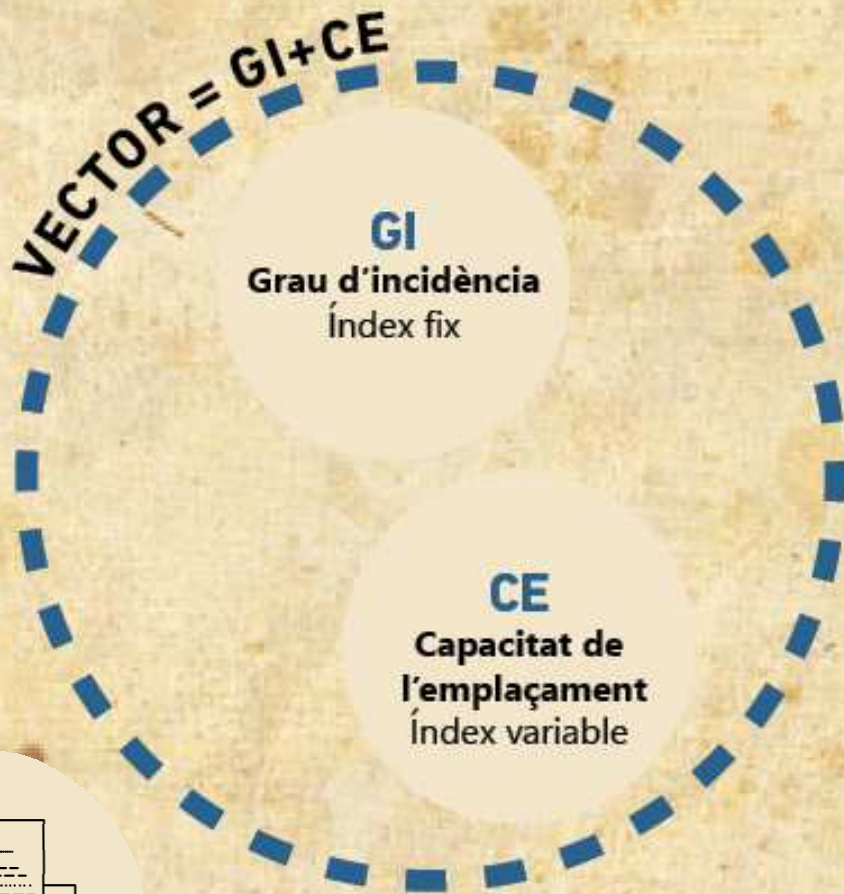 VECTOR = GI+CE
GI
Grau d'incidència
Índex fix
CE
Capacitat de
l'emplaçament
Índex variable